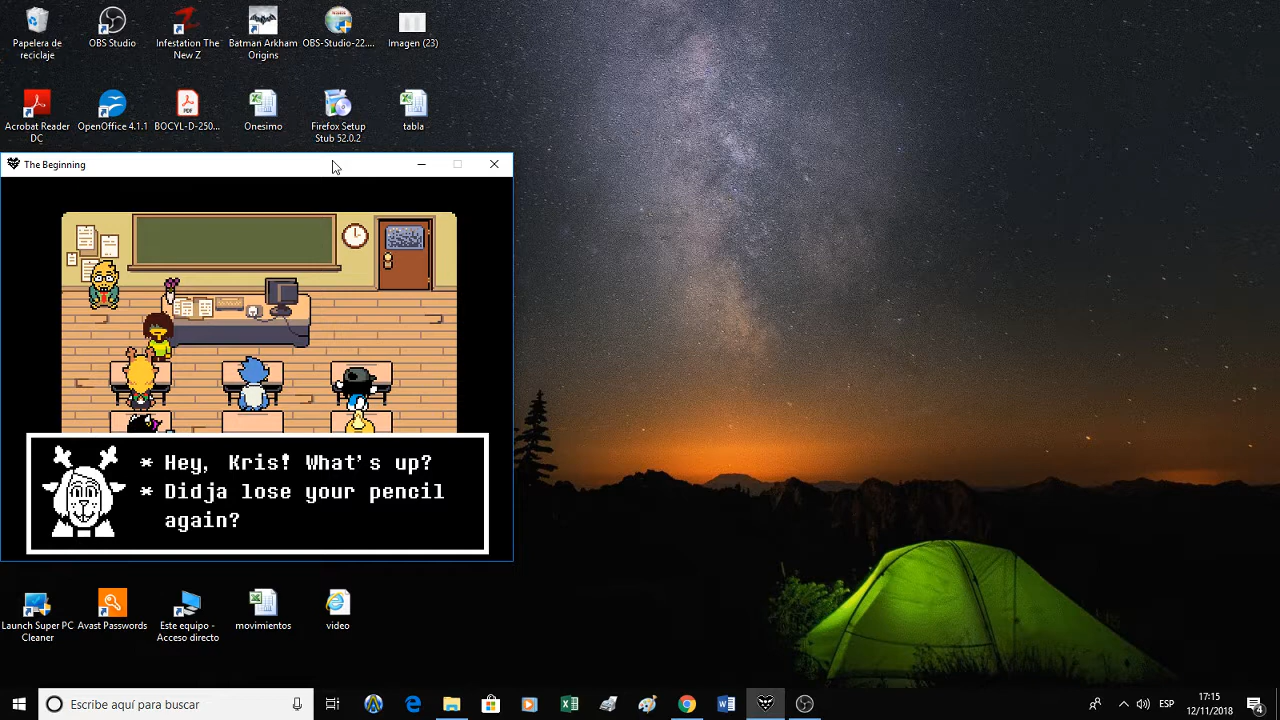 Papelera de
reciclaje
OBS Studio
Infestation The
New Z
Batman Arkham
Origins
OBS-Studio-22....
Imagen (23)
Acrobat Reader
DC
OpenOffice 4.1.1
BOCYL-D-250...
Onesimo
Firefox Setup
Stub 52.0.2
tabla
The Beginning
* Hey, Kris! What's up?
* Didja lose your pencil
again?
Launch Super PC
Cleaner
Avast Passwords
Este equipo -
Acceso directo
movimientos
video
Escribe aquí para buscar
ESP
17:15
12/11/2018
4